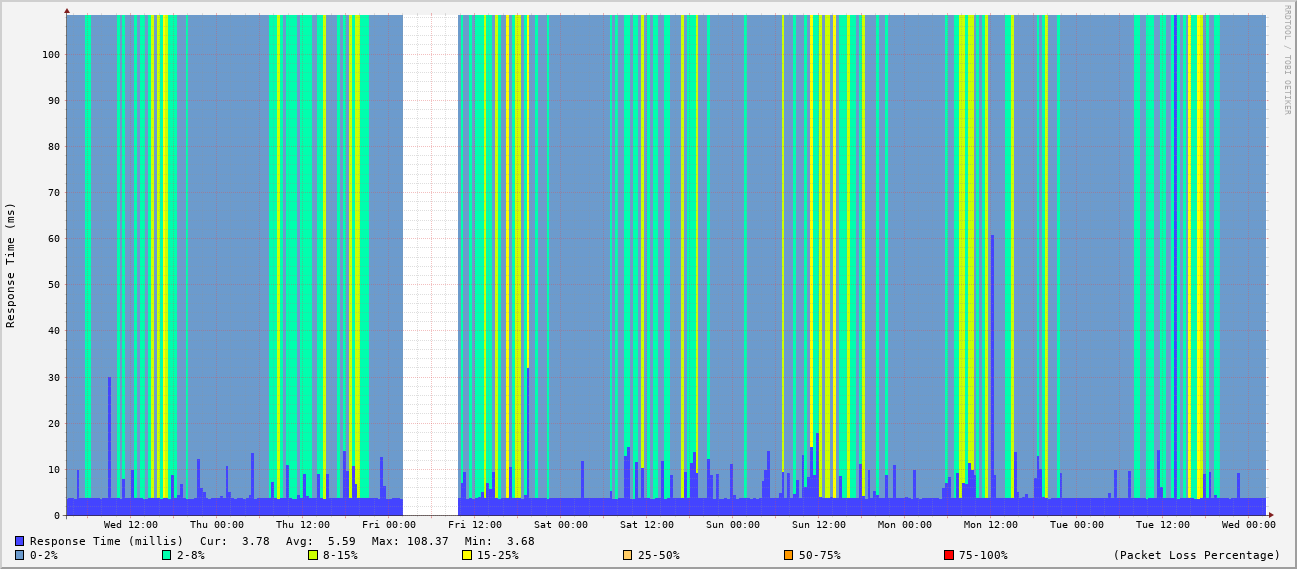 RRDTOOL / TOBI OETIKER
Response Time (ms)
100
90
80
70
60
50
40
30
20
10
0
Wed 12:00 Thu 00:00 Thu 12:00 Fri 00:00 Fri 12:00 Sat 00:00 Sat 12:00 Sun 00:00 Sun 12:00 Mon 00:00 Mon 12:00 Tue 00:00 Tue 12:00 Wed 00:00
Response Time (millis) Cur: 3.78 Avg: 5.59 Max: 108.37 Min: 3.68
0-2% 2-8% 8-15% 15-25% 25-50% 50-75% 75-100% (Packet Loss Percentage)